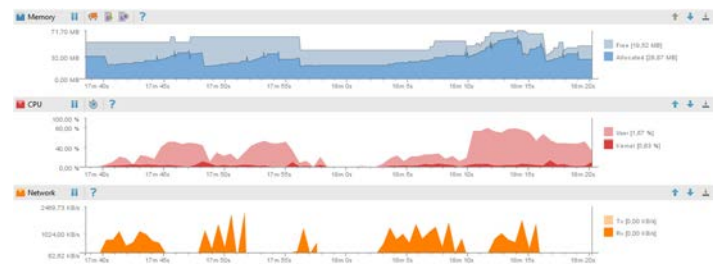 Memory
?
71,70 MB
32,00 MB
0,00 MB
17m 40s 17m 45s 17m 50s 17m 55s 18m 0s 18m 5s 18m 10s 18m 15s 18m 20s
Free [16,92 MB]
Allocated [28,87 MB]
CPU
?
100,00 %
80,00 %
40,00 %
0,00 %
17m 40s 17m 45s 17m 50s 17m 55s 18m 0s 18m 5s 18m 10s 18m 15s 18m 20s
User [1,67 %]
Kernel [0,83 %]
Network
?
2469,73 KB/s
1024,00 KB/s
17m 40s 17m 45s 17m 50s 17m 55s 18m 0s 18m 5s 18m 10s 18m 15s 18m 20s
Tx [0,00 KB/s]
Rx [0,00 KB/s]